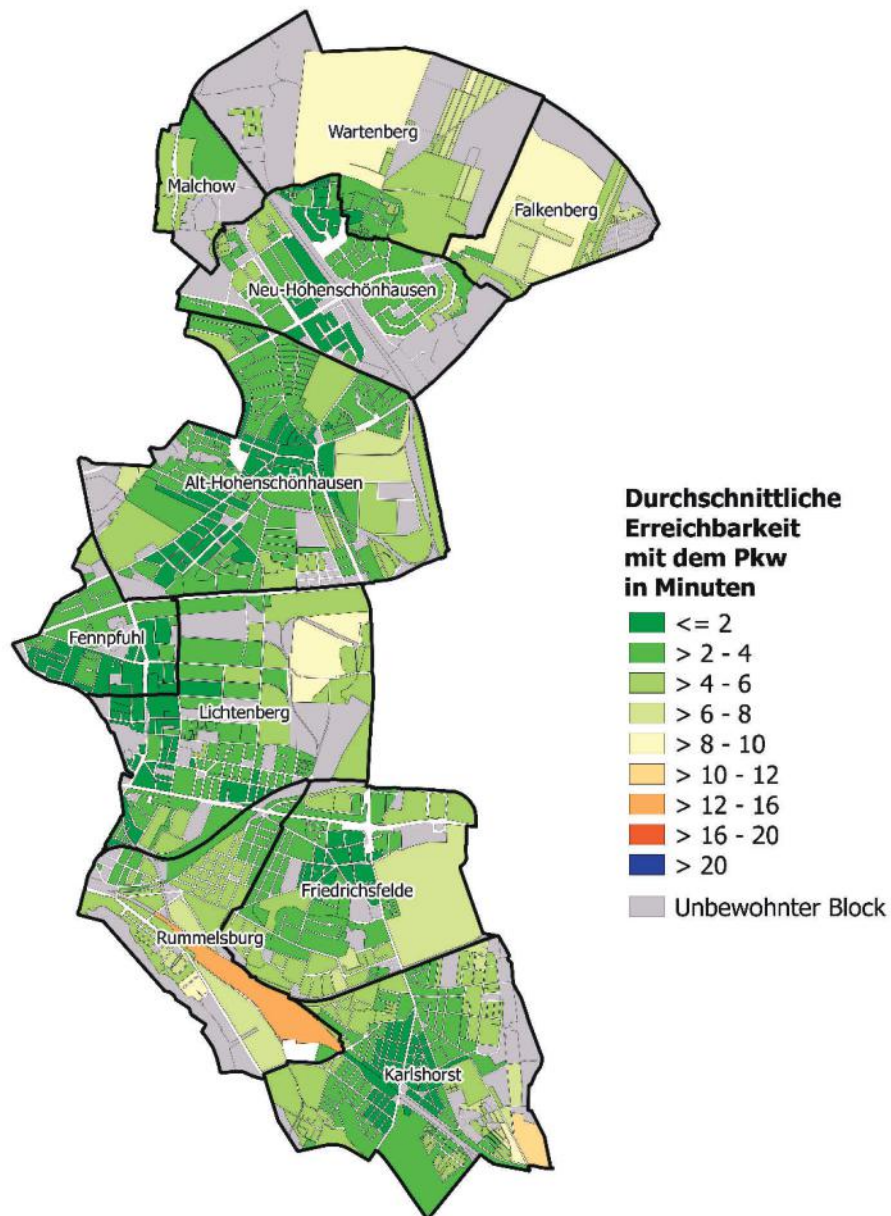 Wartenberg
Malchow
Falkenberg
Neu-Hohenschönhausen
Alt-Hohenschönhausen
Fennpfuhl
Lichtenberg
Friedrichsfelde
Rummelsburg
Karlshorst
Durchschnittliche
Erreichbarkeit
mit dem Pkw
in Minuten
<= 2
> 2 - 4
> 4 - 6
> 6 - 8
> 8 - 10
> 10 - 12
> 12 - 16
> 16 - 20
> 20
Unbewohnter Block